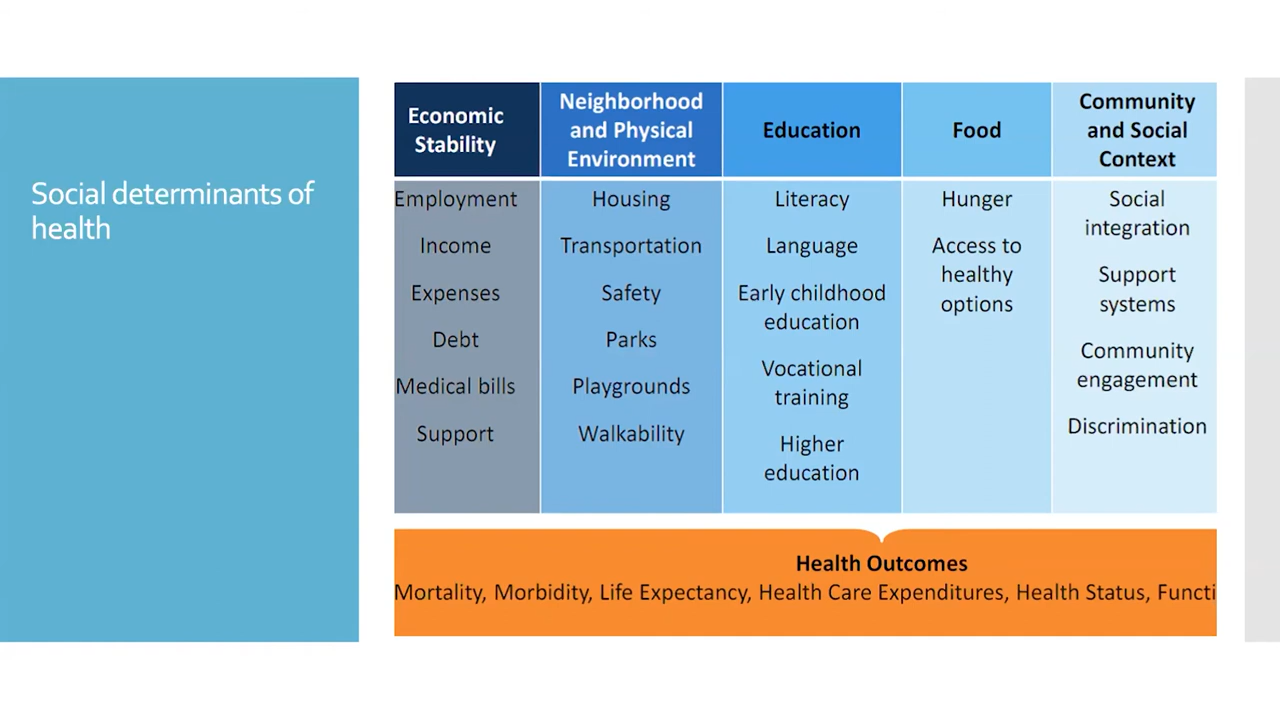 Social determinants of
health
Economic
Stability
Employment
Income
Expenses
Debt
Medical bills
Support
Neighborhood
and Physical
Environment
Housing
Transportation
Safety
Parks
Playgrounds
Walkability
Education
Literacy
Language
Early childhood
education
Vocational
training
Higher
education
Food
Hunger
Access to
healthy
options
Community
and Social
Context
Social
integration
Support
systems
Community
engagement
Discrimination
Health Outcomes
Mortality, Morbidity, Life Expectancy, Health Care Expenditures, Health Status, Functi